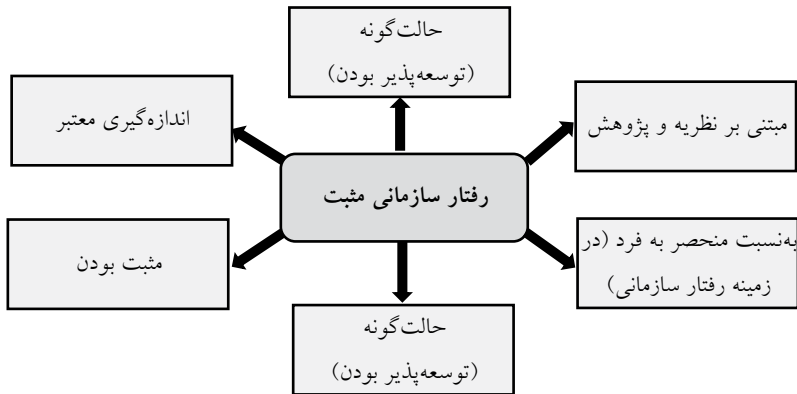 حالت‌گونه
(توسعه‌پذیر بودن)
مبتنی بر نظریه و پژوهش
اندازه‌گیری معتبر
رفتار سازمانی مثبت
به‌نسبت منحصر به فرد (در
زمینه رفتار سازمانی)
مثبت بودن
حالت‌گونه
(توسعه‌پذیر بودن)